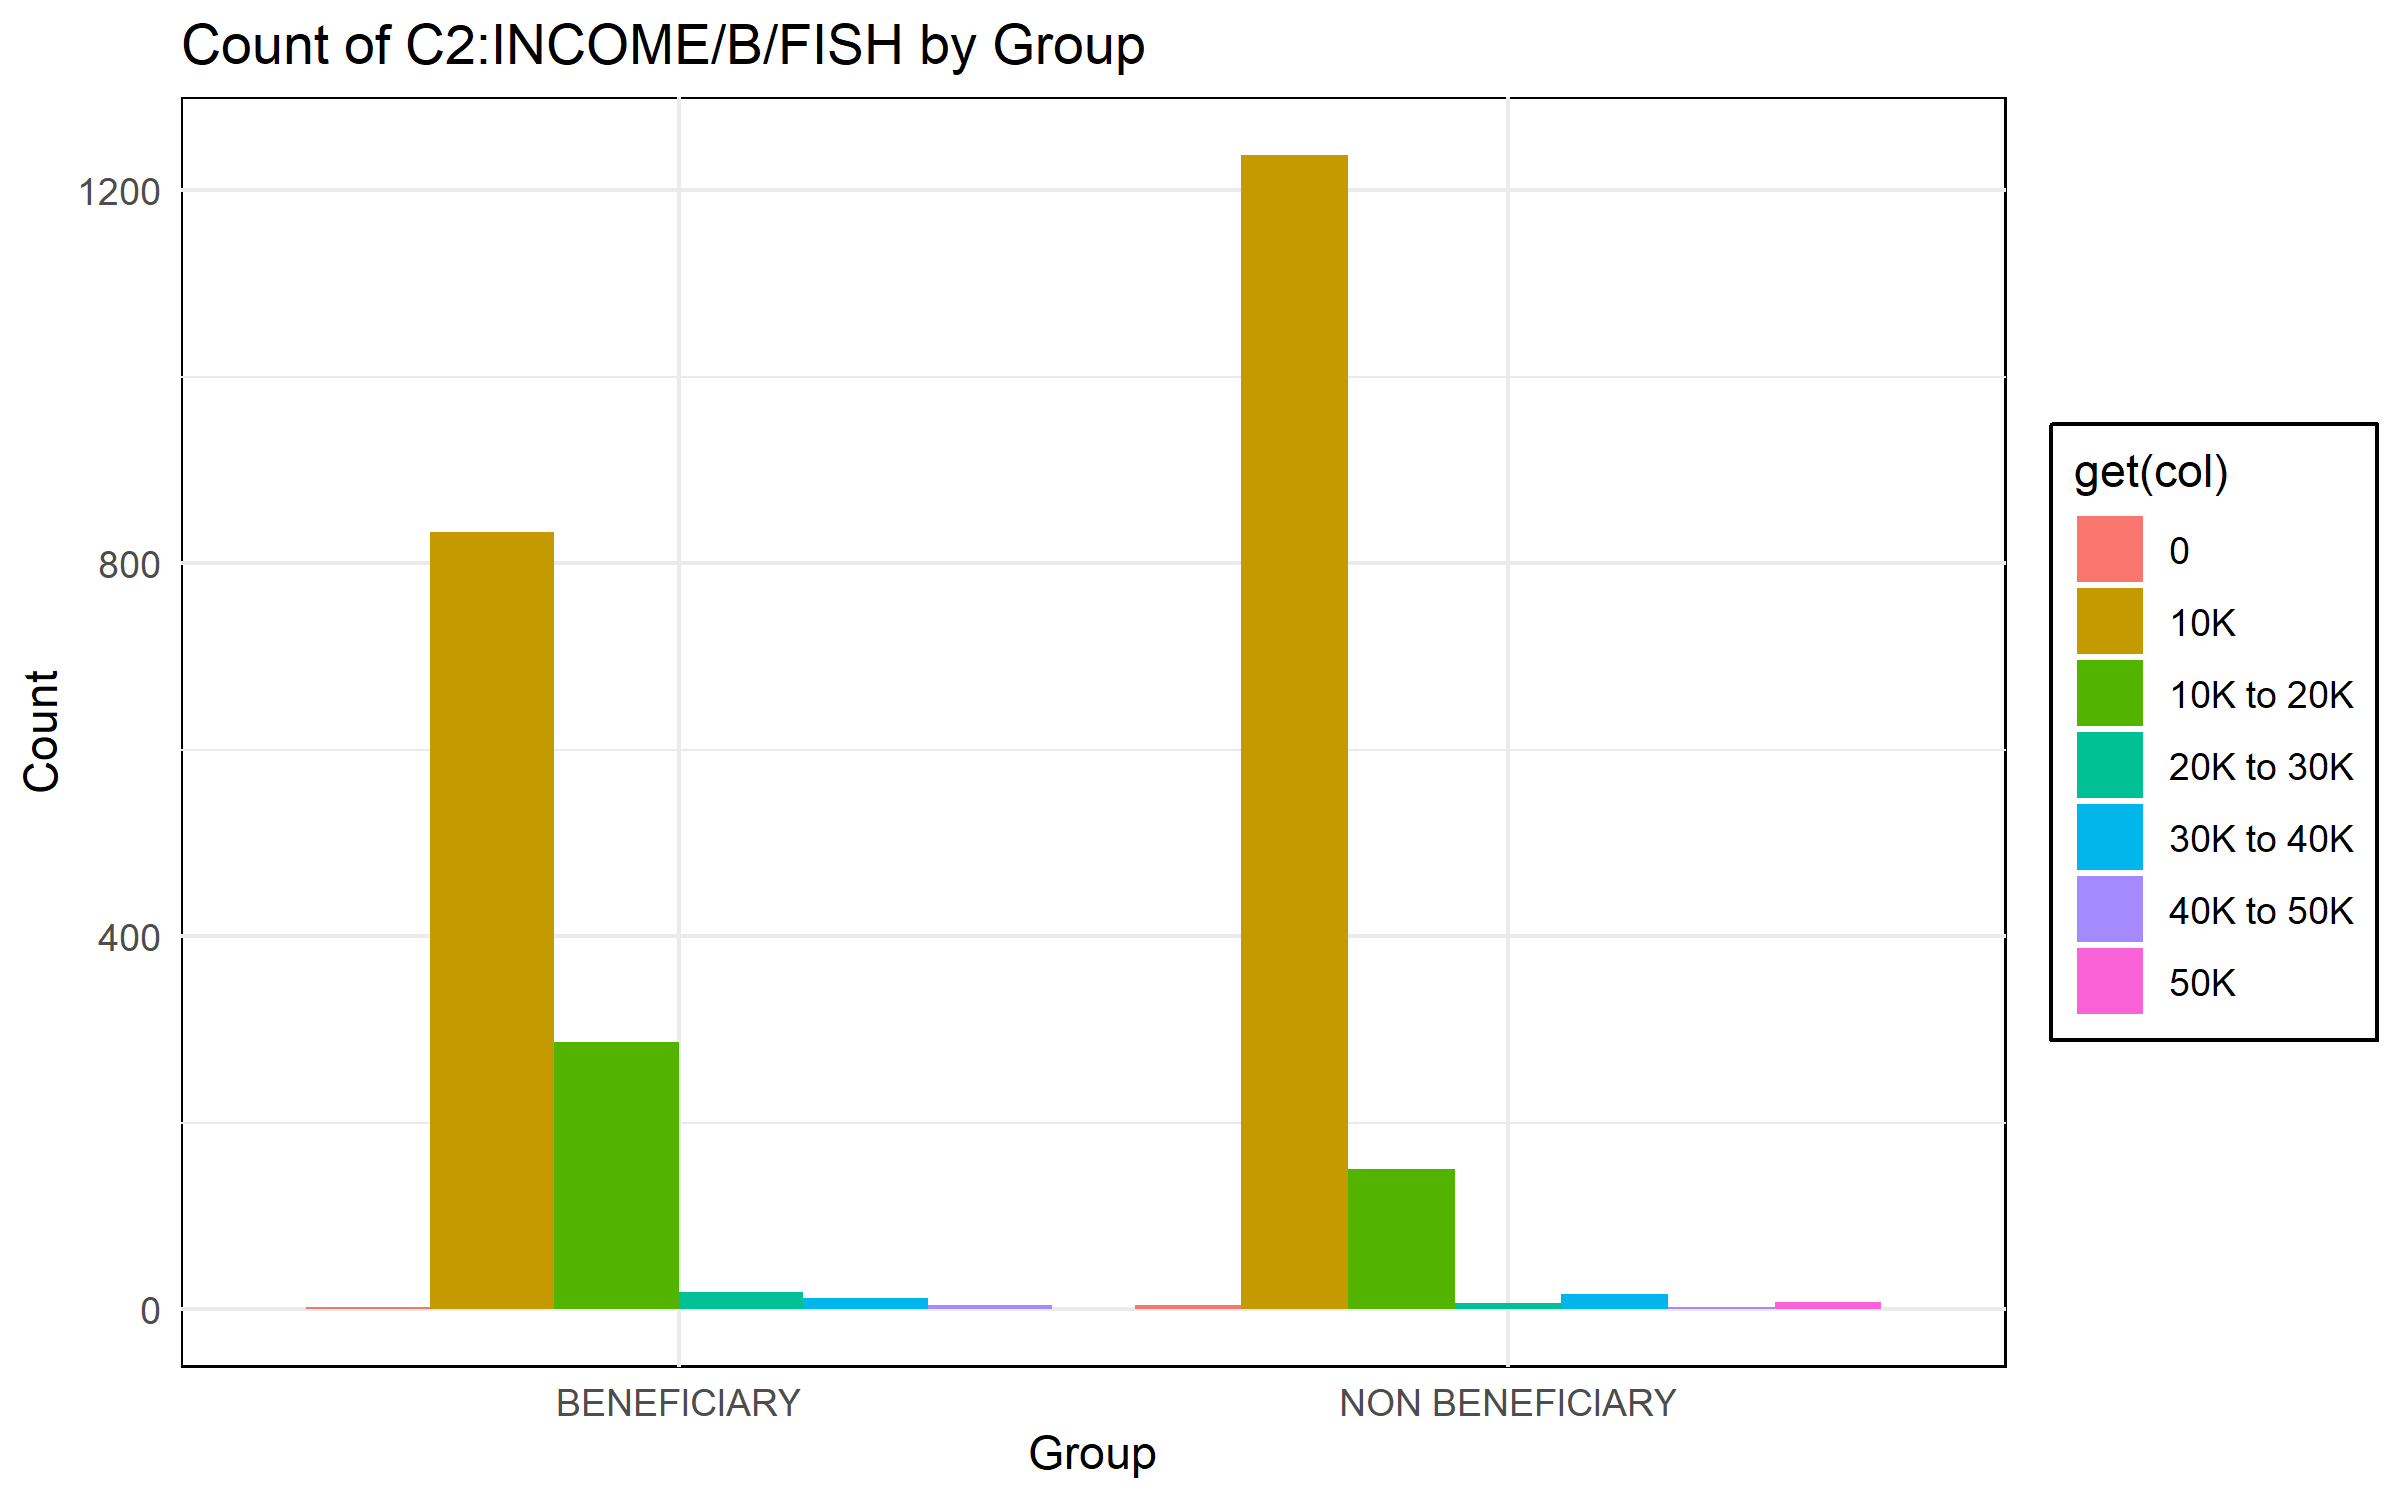 Count of C2:INCOME/B/FISH by Group
1200
800
400
0
Count
BENEFICIARY
NON BENEFICIARY
Group
get(col)
0
10K
10K to 20K
20K to 30K
30K to 40K
40K to 50K
50K